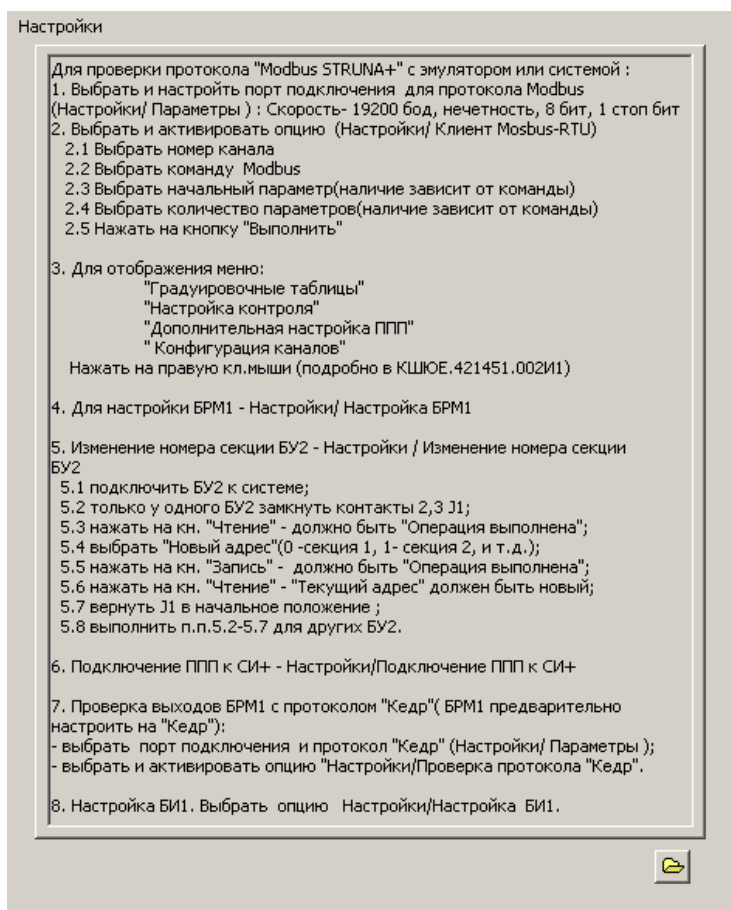 Настройки
Для проверки протокола "Modbus STRUNA+" с эмулятором или системой :
1. Выбрать и настройть порт подключения для протокола Modbus
(Настройки/ Параметры ) : Скорость- 19200 бод, нечетность, 8 бит, 1 стоп бит
2. Выбрать и активировать опцию (Настройки/ Клиент Mosbus-RTU)
2.1 Выбрать номер канала
2.2 Выбрать команду Modbus
2.3 Выбрать начальный параметр(наличие зависит от команды)
2.4 Выбрать количество параметров(наличие зависит от команды)
2.5 Нажать на кнопку "Выполнить"
3. Для отображения меню:
"Градуировочные таблицы"
"Настройка контроля"
"Дополнительная настройка ППП"
" Конфигурация каналов"
Нажать на правую кл.мыши (подробно в КШЮЕ.421451.002И1)
4. Для настройки БРМ1 - Настройки/ Настройка БРМ1
5. Изменение номера секции БУ2 - Настройки / Изменение номера секции
БУ2
5.1 подключить БУ2 к системе;
5.2 только у одного БУ2 замкнуть контакты 2,3 J1;
5.3 нажать на кн. "Чтение" - должно быть "Операция выполнена";
5.4 выбрать "Новый адрес"(0 -секция 1, 1- секция 2, и т.д.);
5.5 нажать на кн. "Запись" - должно быть "Операция выполнена";
5.6 нажать на кн. "Чтение" - "Текущий адрес" должен быть новый;
5.7 вернуть J1 в начальное положение ;
5.8 выполнить п.п.5.2-5.7 для других БУ2.
6. Подключение ППП к СИ+ - Настройки/Подключение ППП к СИ+
7. Проверка выходов БРМ1 с протоколом "Кедр"( БРМ1 предварительно
настроить на "Кедр"):
- выбрать порт подключения и протокол "Кедр" (Настройки/ Параметры );
- выбрать и активировать опцию "Настройки/Проверка протокола "Кедр".
8. Настройка БИ1. Выбрать опцию Настройки/Настройка БИ1.